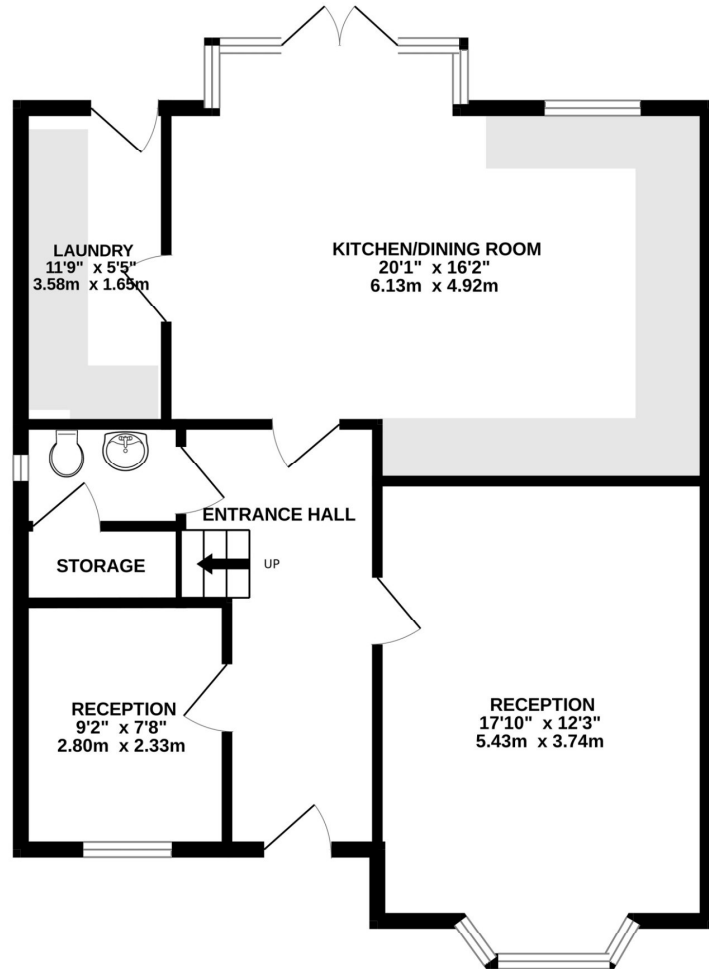 LAUNDRY
11'9" x 5'5"
3.58m x 1.65m
KITCHEN/DINING ROOM
20'1" x 16'2"
6.13m x 4.92m
ENTRANCE HALL
STORAGE
UP
RECEPTION
9'2" x 7'8"
2.80m x 2.33m
RECEPTION
17'10" x 12'3"
5.43m x 3.74m